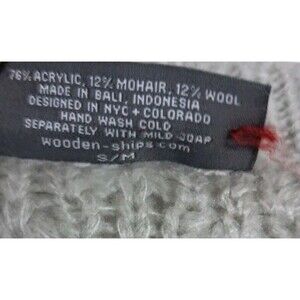 76% ACRYLIC, 12% MOHAIR, 12% WOOL
MADE IN BALI, INDONESIA
DESIGNED IN NYC + COLORADO
HAND WASH COLD
SEPARATELY WITH MILD SOAP
wooden-ships.com
S/M